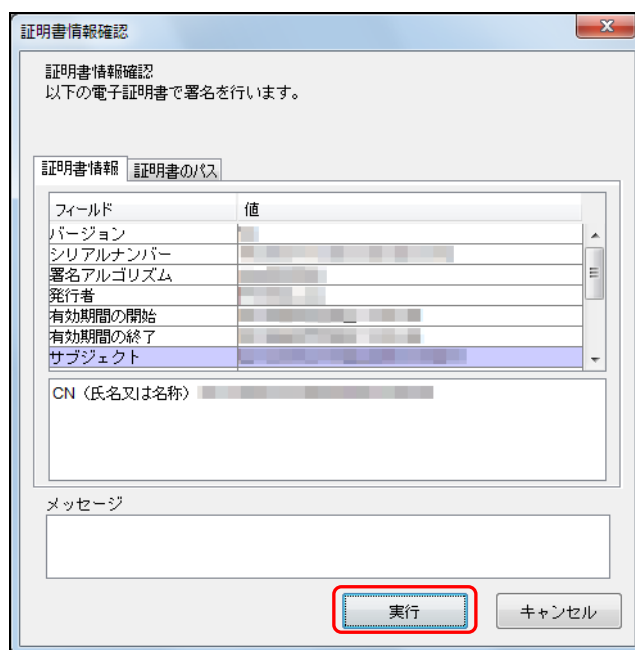 証明書情報確認
証明書情報確認
以下の電子証明書で署名を行います。
証明書情報 証明書のパス
フィールド 値
バージョン
シリアルナンバー
署名アルゴリズム
発行者
有効期間の開始
有効期間の終了
サブジェクト
CN（氏名又は名称）
メッセージ
実行 キャンセル